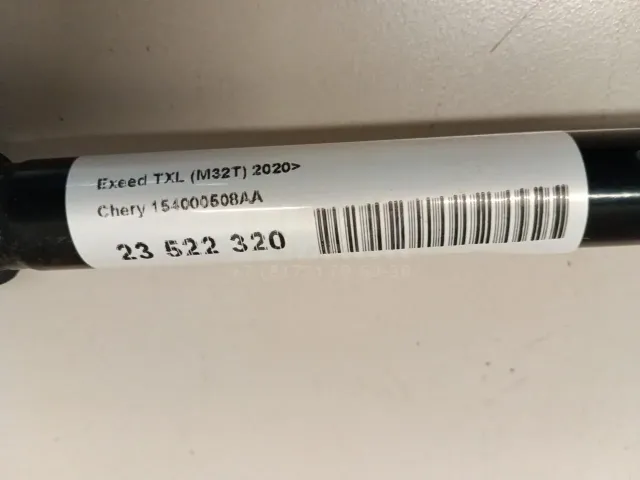 Exeed TXL (M32T) 2020>
Chery 154000508AA
23 522 320